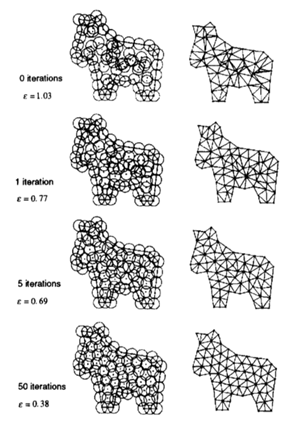 0 iterations
ε = 1.03
1 iteration
ε = 0.77
5 iterations
ε = 0.69
50 iterations
ε = 0.38